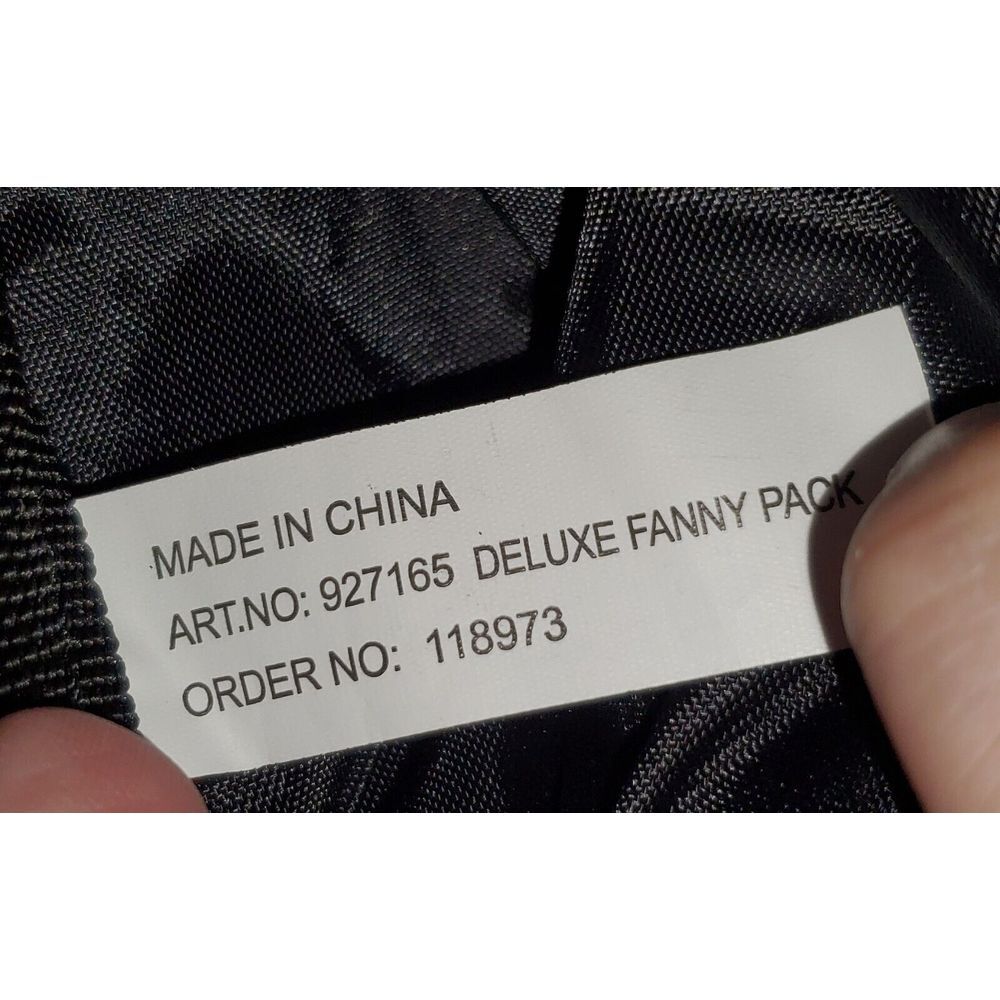 MADE IN CHINA
ART.NO: 927165 DELUXE FANNY PACK
ORDER NO: 118973